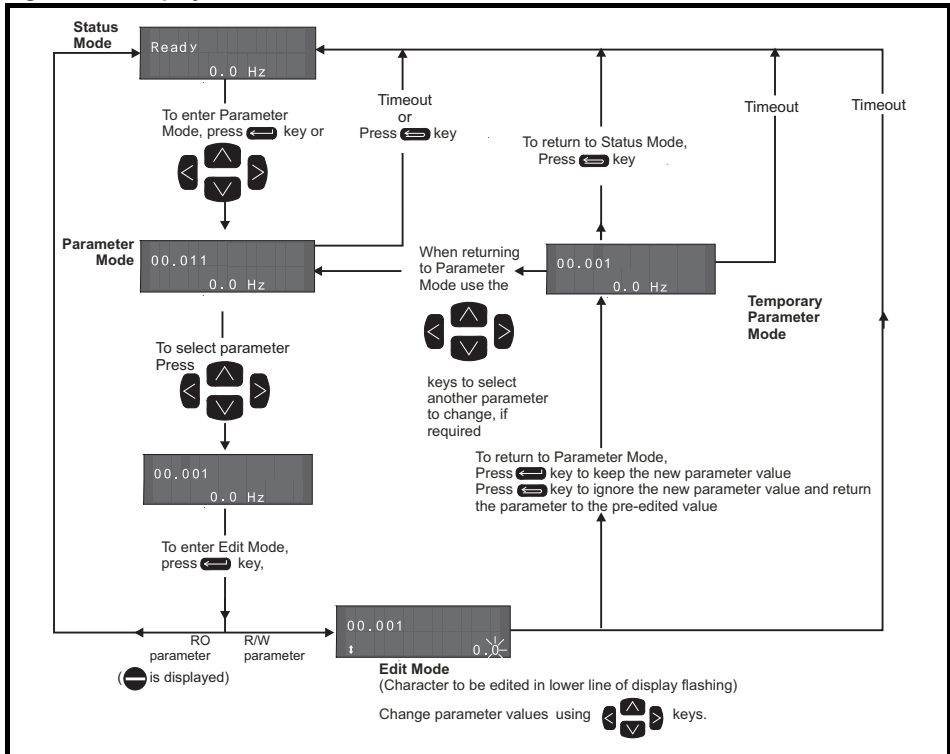 Status
Mode
Ready
0.0 Hz
To enter Parameter
Mode, press key or
Timeout
or
Press key
To return to Status Mode,
Press key
Timeout
Timeout
Parameter
Mode
00.011
0.0 Hz
When returning
to Parameter
Mode use the
keys to select
another parameter
to change, if
required
00.001
0.0 Hz
Temporary
Parameter
Mode
To select parameter
Press
00.001
0.0 Hz
To return to Parameter Mode,
Press key to keep the new parameter value
Press key to ignore the new parameter value and return
the parameter to the pre-edited value
To enter Edit Mode,
press key,
RO
parameter
( is displayed)
R/W
parameter
00.001
0.0
Edit Mode
(Character to be edited in lower line of display flashing)
Change parameter values using keys.